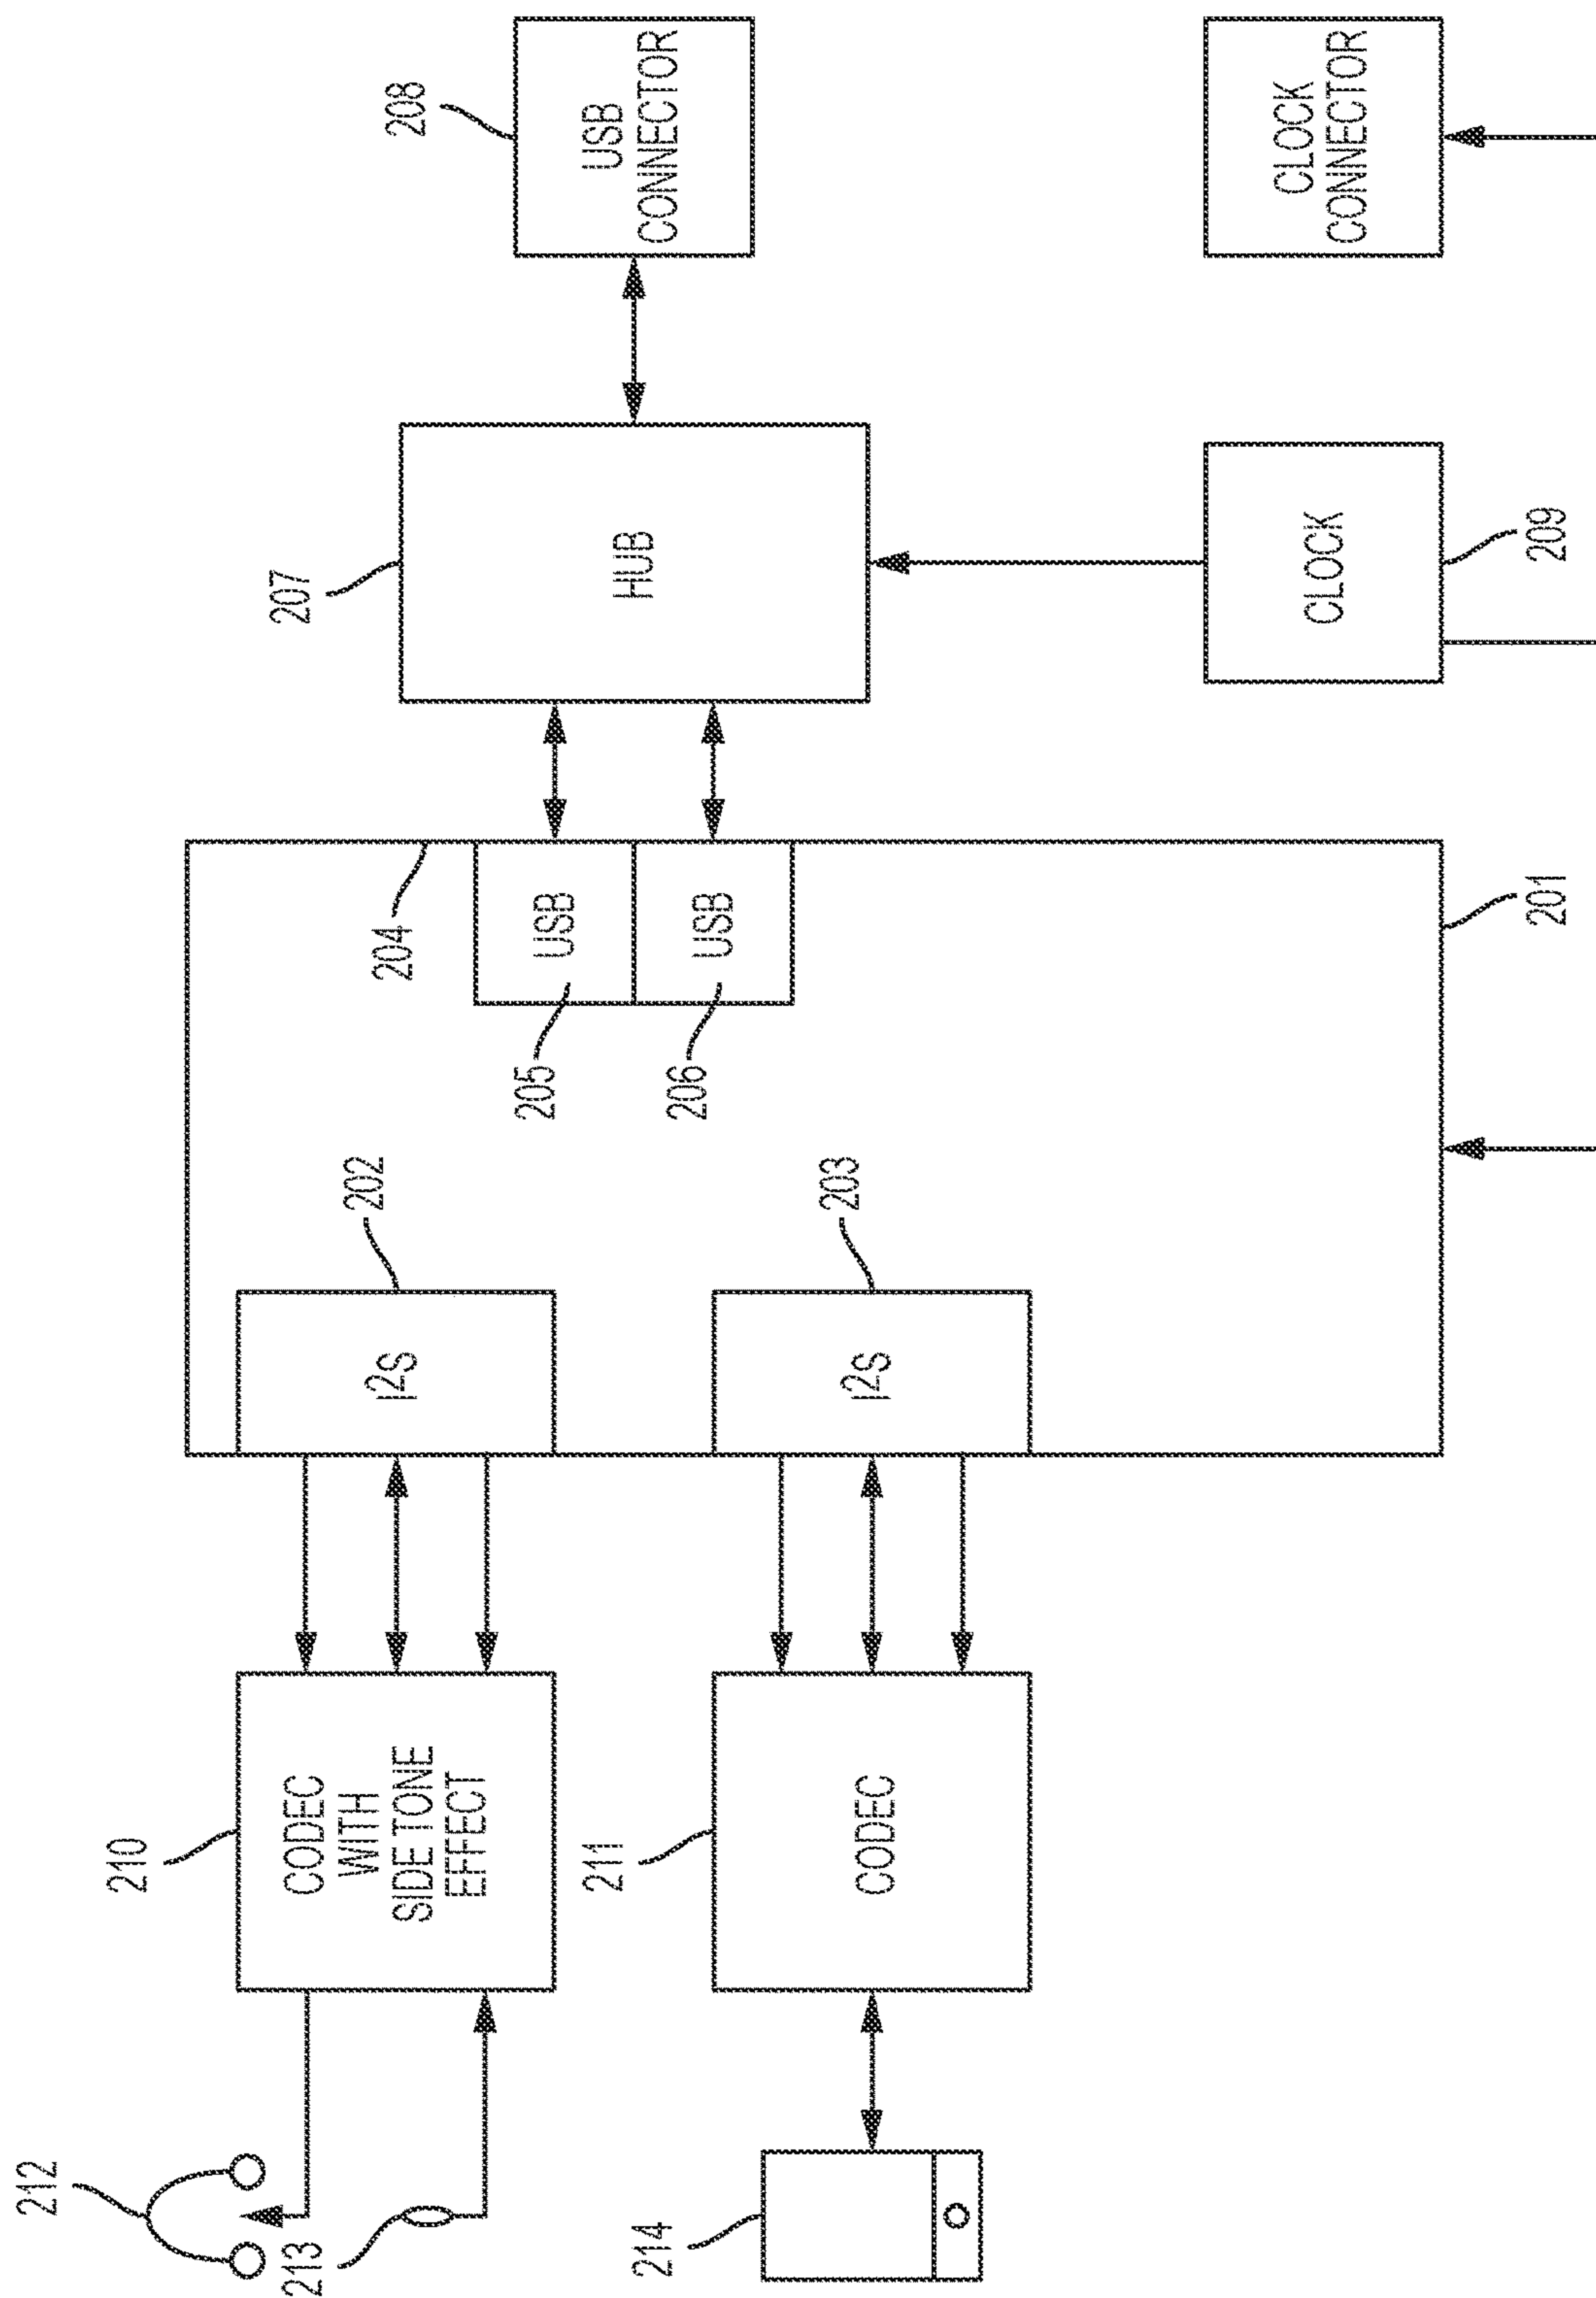 212
210
213
CODEC
WITH
SIDE TONE
EFFECT
202
I²S
204
207
208
USB
CONNECTOR
205
USB
HUB
214
211
CODEC
206
USB
203
I²S
CLOCK
CLOCK
CONNECTOR
201
209